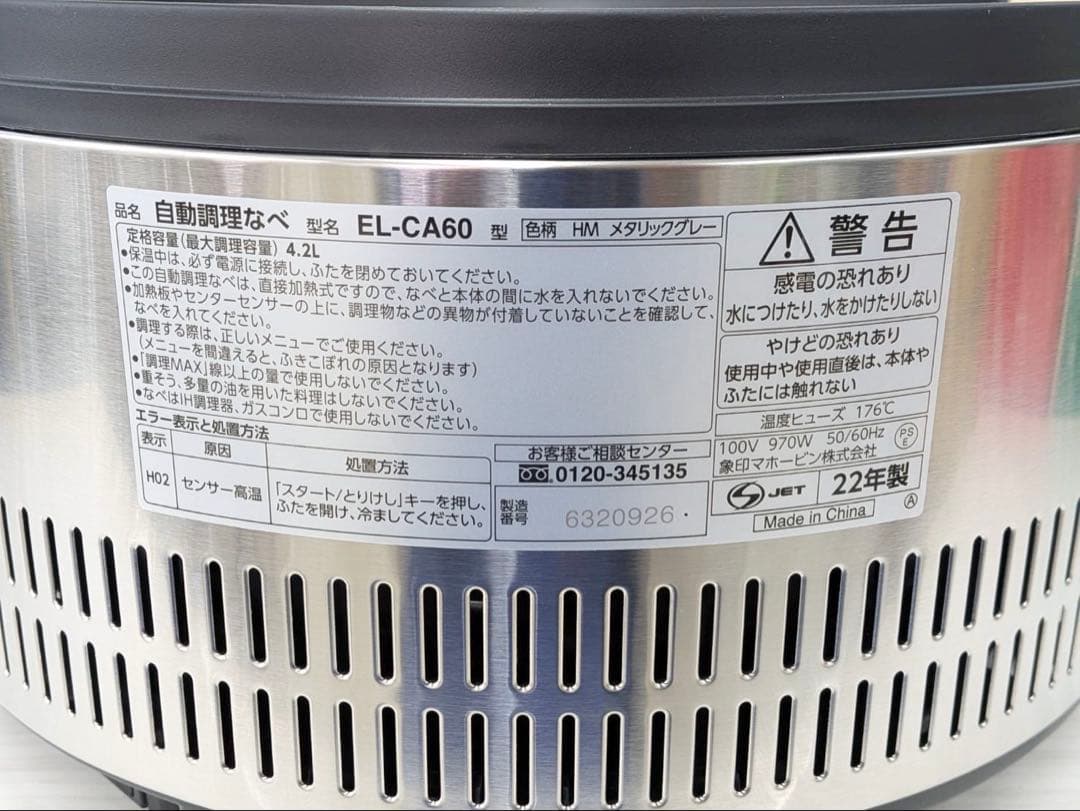 品名 自動調理なべ 型名 EL-CA60 型 色柄 HM メタリックグレー
定格容量(最大調理容量) 4.2L
•保温中は、必ず電源に接続し、ふたを閉めておいてください。
•この自動調理なべは、直接加熱式ですので、なべと本体の間に水を入れないでください。
•加熱板やセンターセンサーの上に、調理物などの異物が付着していないことを確認して、
なべを入れてください。
•調理する際は、正しいメニューでご使用ください。
(メニューを間違えると、ふきこぼれの原因となります)
•「調理MAX」線以上の量で使用しないでください。
•重そう、多量の油を用いた料理はしないでください。
•なべはIH調理器、ガスコンロで使用しないでください。
エラー表示と処置方法
表示 原因 処置方法
H02 センサー高温 「スタート/とりけし」キーを押し、
ふたを開け、冷ましてください。
お客様ご相談センター
0120-345135
製造
番号 6320926
警告
感電の恐れあり
水につけたり、水をかけたりしない
やけどの恐れあり
使用中や使用直後は、本体や
ふたには触れない
温度ヒューズ 176℃
100V 970W 50/60Hz
PS
E
象印マホービン株式会社
JET 22年製
Made in China
A